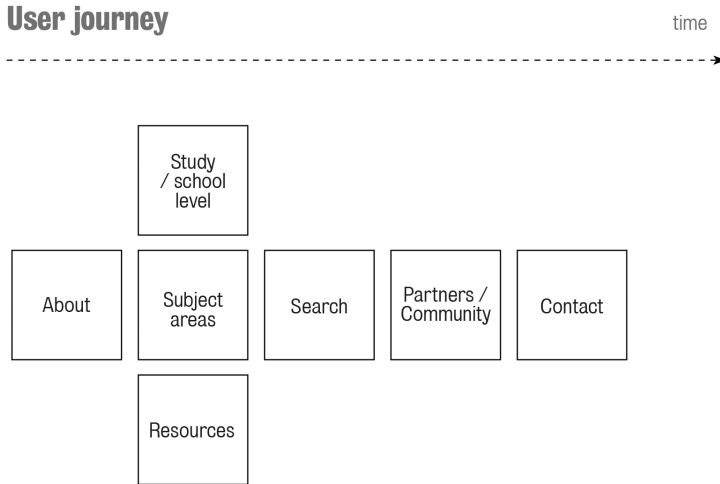 User journey
time
Study
/ school
level
About
Subject
areas
Search
Partners /
Community
Contact
Resources